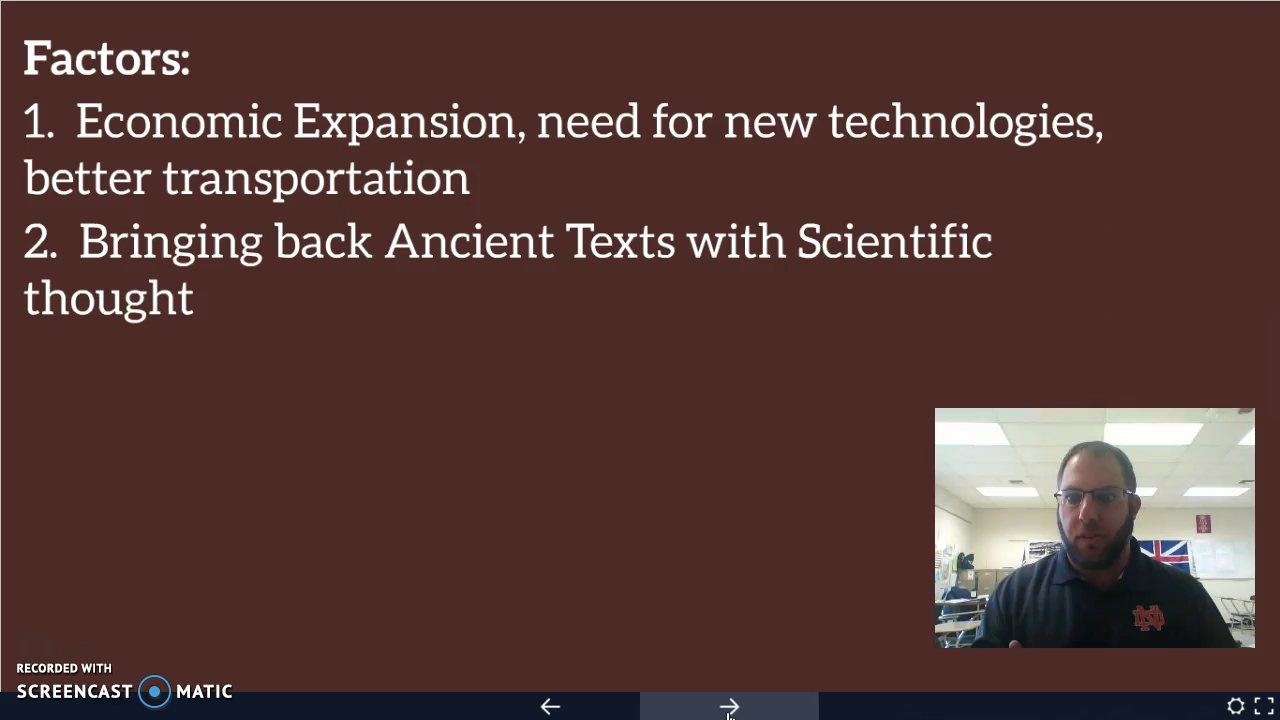 Factors:
1. Economic Expansion, need for new technologies,
better transportation
2. Bringing back Ancient Texts with Scientific
thought
RECORDED WITH
SCREENCAST MATIC